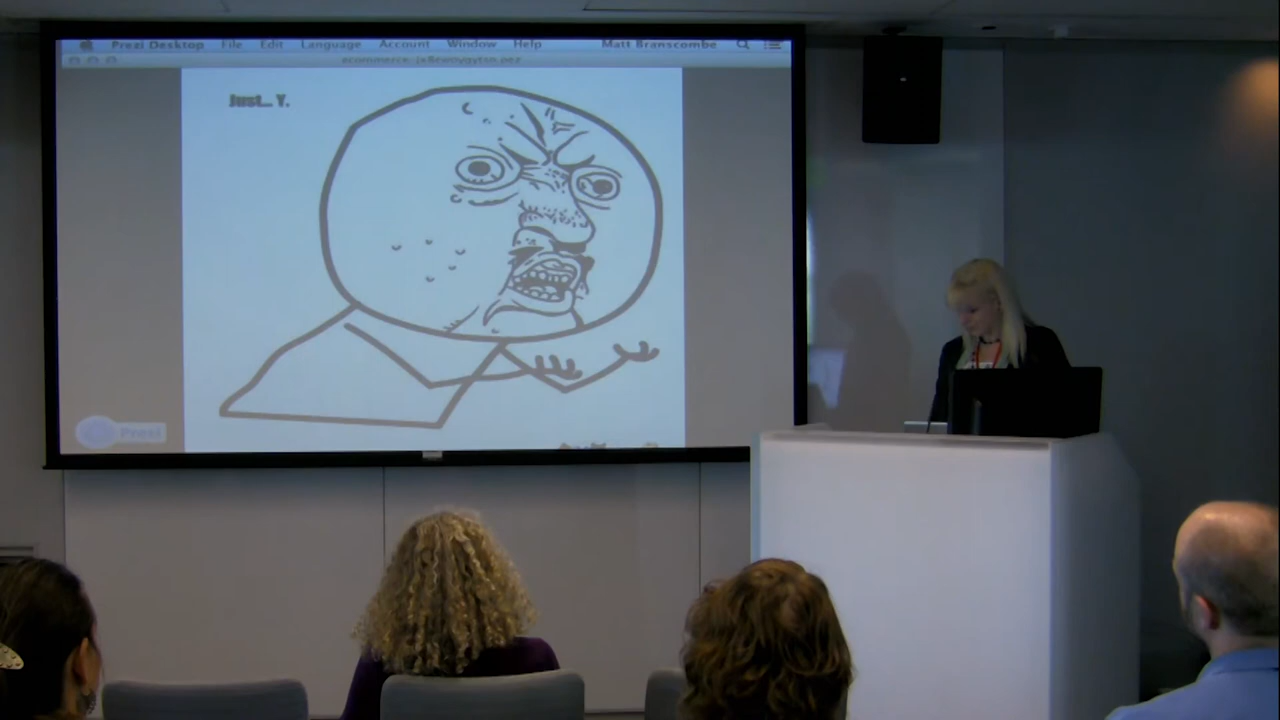 Prezi Desktop File Edit Language Account Window Help Matt Branscombe
Just... Y.
Prezi